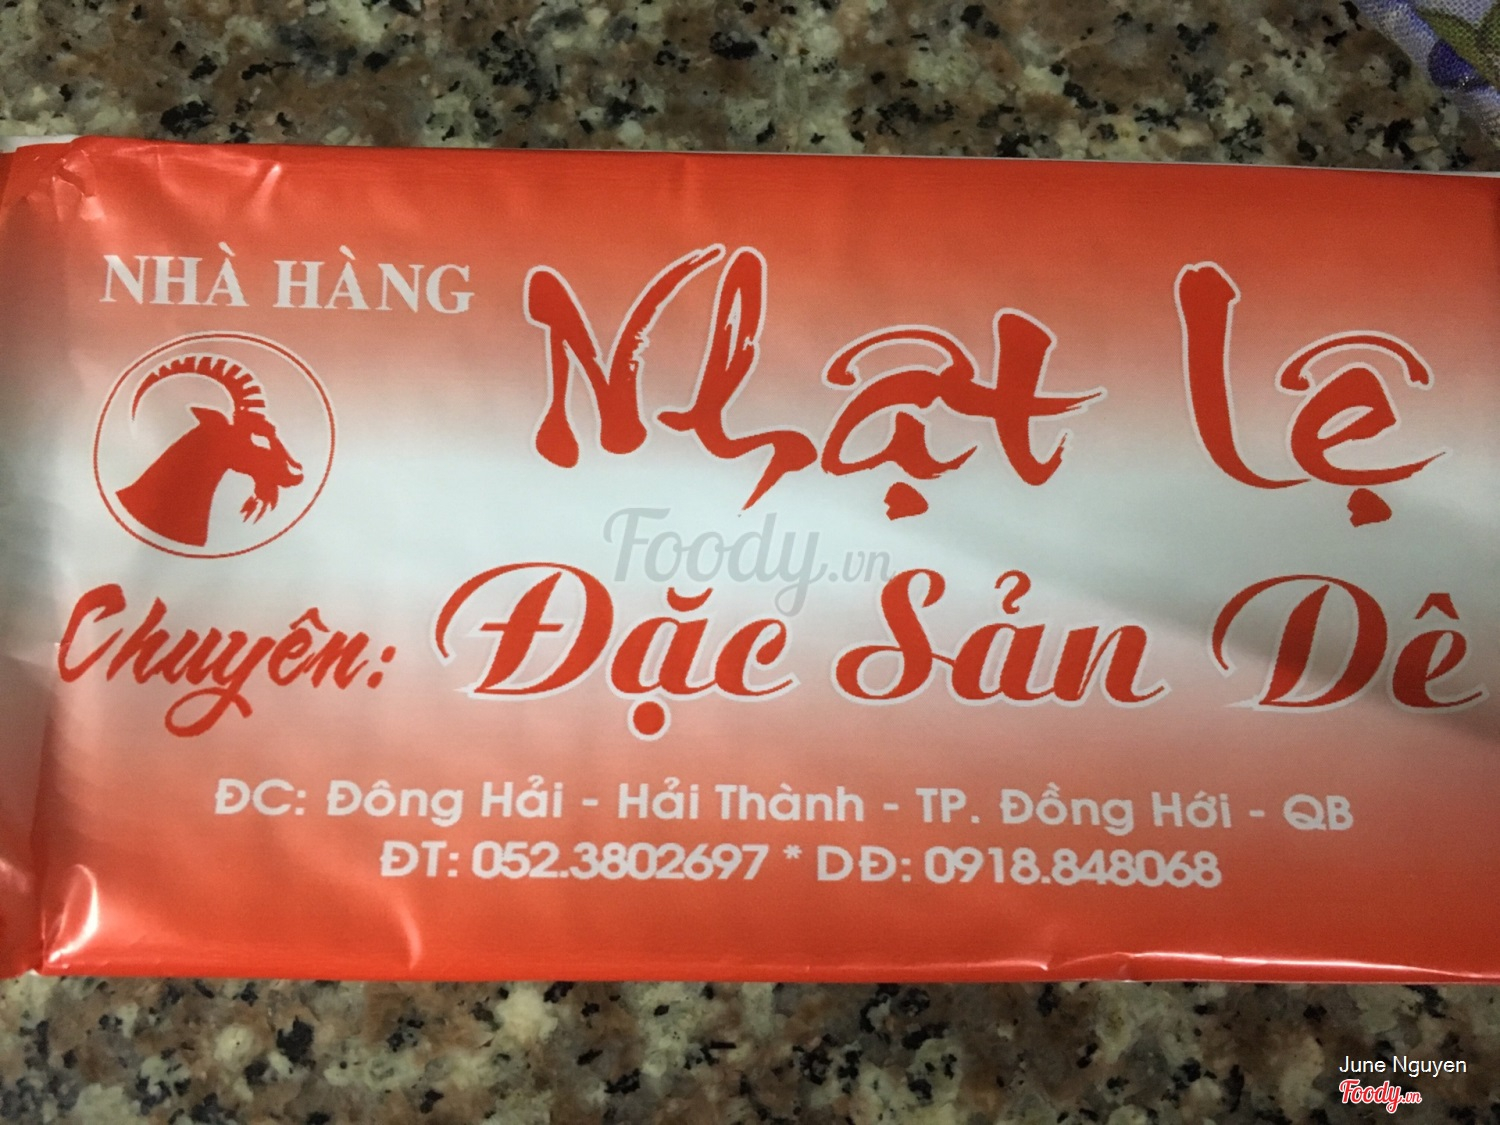 NHÀ HÀNG
Nhật lệ
Chuyên: Đặc Sản Dê
ĐC: Đông Hải - Hải Thành - TP. Đồng Hới - QB
ĐT: 052.3802697 * DĐ: 0918.848068
Foody.vn
June Nguyen
Foody.vn